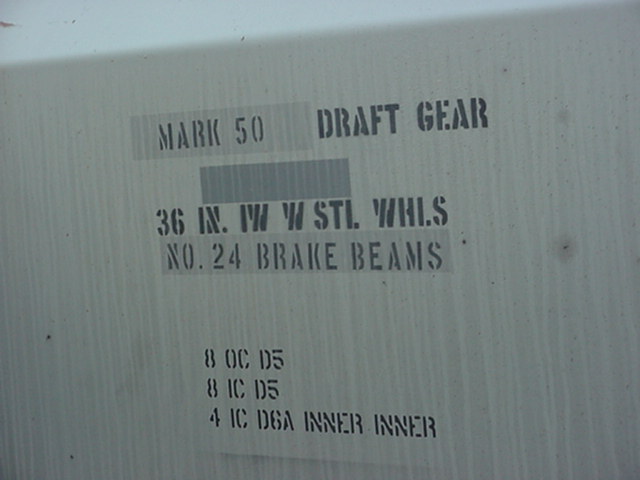 MARK 50 DRAFT GEAR
36 IN. 1W W STL WHLS
NO. 24 BRAKE BEAMS
8 OC D5
8 IC D5
4 IC D6A INNER INNER